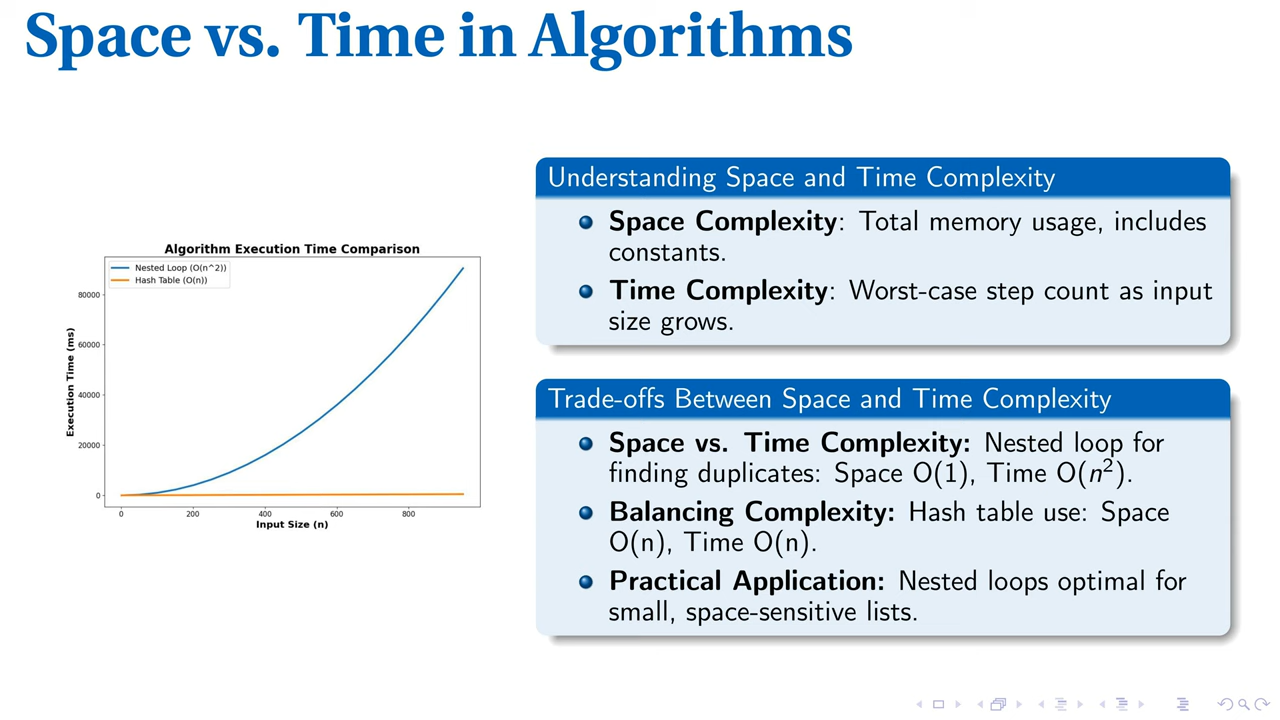 Space vs. Time in Algorithms
Algorithm Execution Time Comparison
Nested Loop (O(n^2))
Hash Table (O(n))
80000
60000
40000
20000
0
Execution Time (ms)
0 200 400 600 800
Input Size (n)
Understanding Space and Time Complexity
Space Complexity: Total memory usage, includes
constants.
Time Complexity: Worst-case step count as input
size grows.
Trade-offs Between Space and Time Complexity
Space vs. Time Complexity: Nested loop for
finding duplicates: Space O(1), Time O(n²).
Balancing Complexity: Hash table use: Space
O(n), Time O(n).
Practical Application: Nested loops optimal for
small, space-sensitive lists.